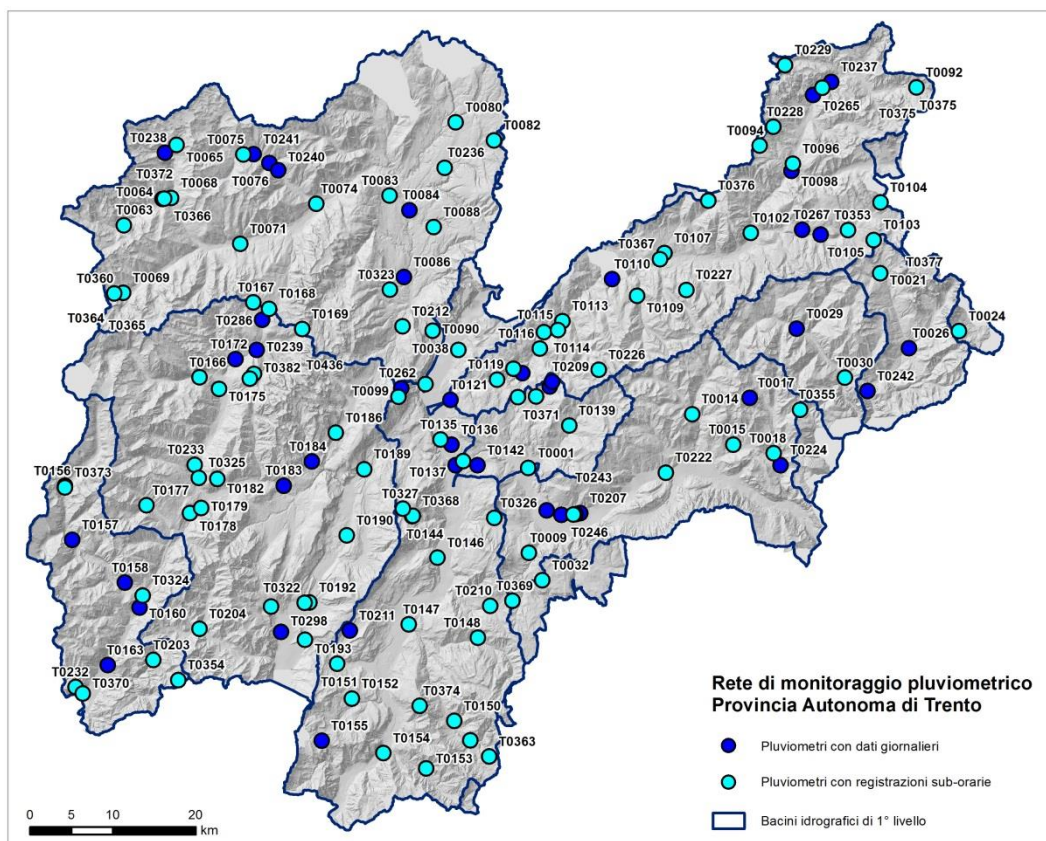 T0229
T0237
T0092
T0265
T0375
T0080
T0228
T0375
T0082
T0238
T0075
T0241
T0094
T0065
T0240
T0236
T0096
T0372
T0076
T0083
T0098
T0068
T0074
T0084
T0376
T0104
T0064
T0063
T0366
T0088
T0102
T0267
T0353
T0071
T0367
T0107
T0103
T0105
T0110
T0377
T0323
T0086
T0021
T0360
T0069
T0227
T0167
T0168
T0109
T0364
T0113
T0365
T0286
T0169
T0212
T0115
T0029
T0024
T0090
T0116
T0026
T0172
T0239
T0038
T0114
T0166
T0436
T0226
T0382
T0262
T0119
T0209
T0030
T0099
T0121
T0017
T0242
T0175
T0014
T0355
T0186
T0371
T0139
T0135
T0136
T0015
T0018
T0184
T0233
T0189
T0142
T0001
T0224
T0156
T0373
T0325
T0183
T0137
T0222
T0243
T0177
T0182
T0327
T0368
T0207
T0179
T0326
T0178
T0190
T0144
T0246
T0157
T0146
T0009
T0158
T0032
T0324
T0322
T0192
T0369
T0210
T0160
T0204
T0211
T0147
T0298
T0148
T0163
T0203
T0193
T0232
T0354
T0370
T0151
T0152
T0374
T0150
T0155
T0154
T0363
T0153
Rete di monitoraggio pluviometrico
Provincia Autonoma di Trento
Pluviometri con dati giornalieri
Pluviometri con registrazioni sub-orarie
Bacini idrografici di 1° livello
0 5 10 20
km